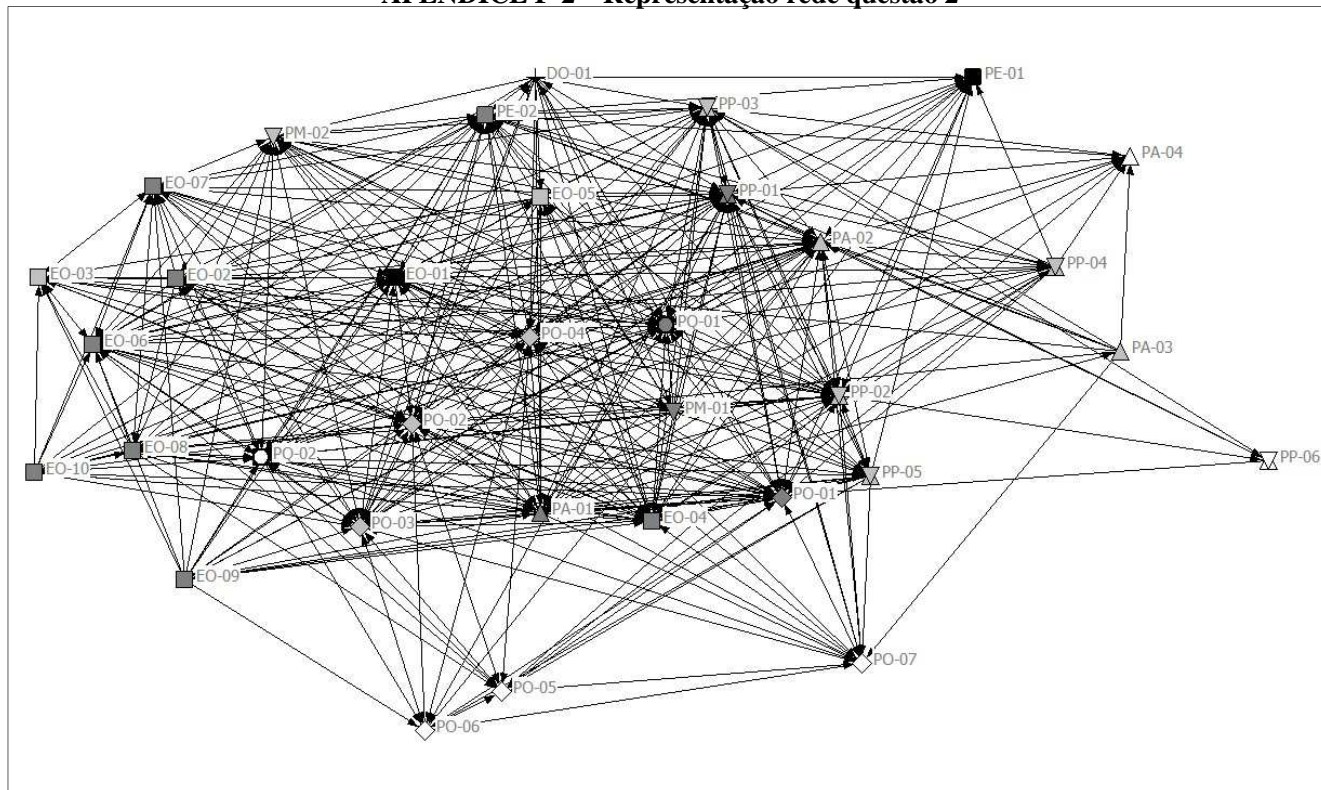 APÊNDICE F-2 – Representação rede questão 2
DO-01
PE-01
PP-03
PE-02
PM-02
PA-04
EO-07
PP-01
EO-05
PA-02
PP-04
EO-03
EO-02
EO-01
PO-01
PO-04
EO-06
PA-03
PP-02
PM-01
PO-02
EO-08
PO-02
PP-06
EO-10
PP-05
PO-01
PA-01
EO-04
PO-03
EO-09
PO-07
PO-05
PO-06